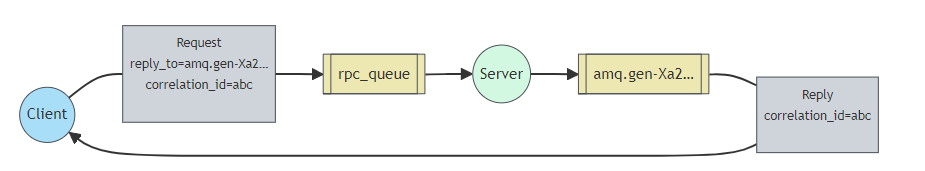 Client
Request
reply_to=amq.gen-Xa2...
correlation_id=abc
rpc_queue
Server
amq.gen-Xa2...
Reply
correlation_id=abc